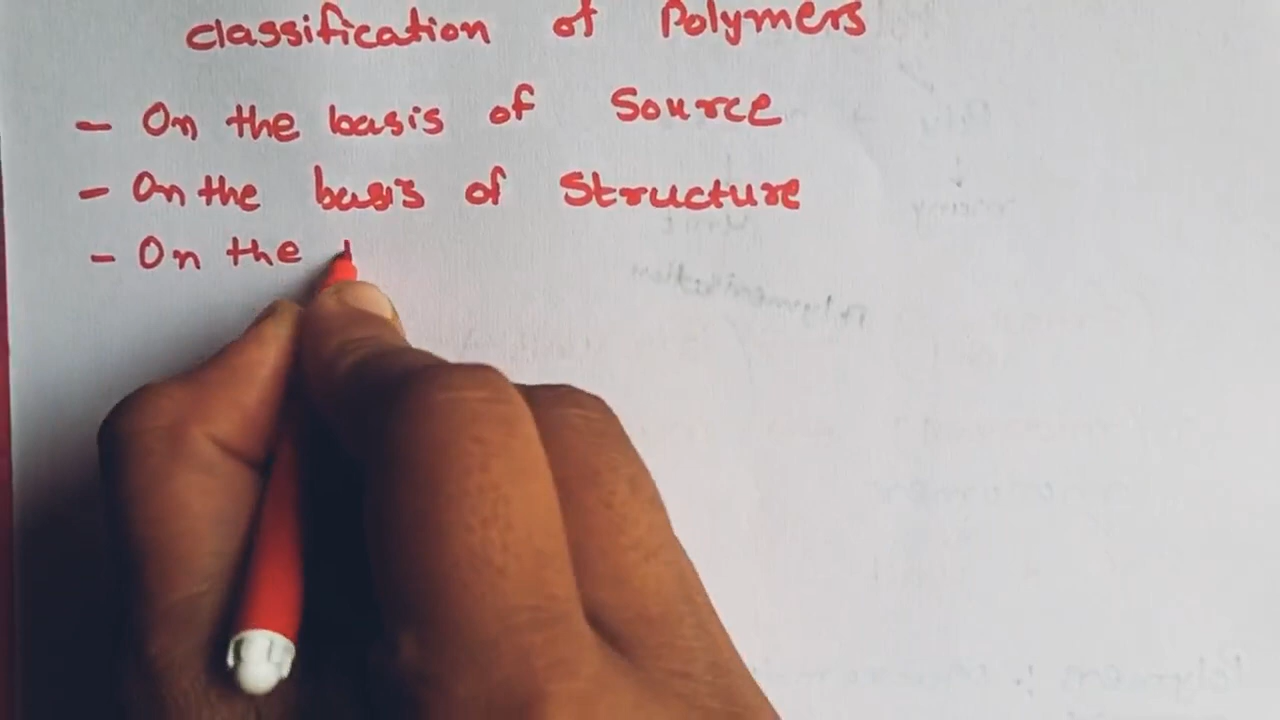 classification of Polymers
- On the basis of Source
- On the basis of Structure
- On the